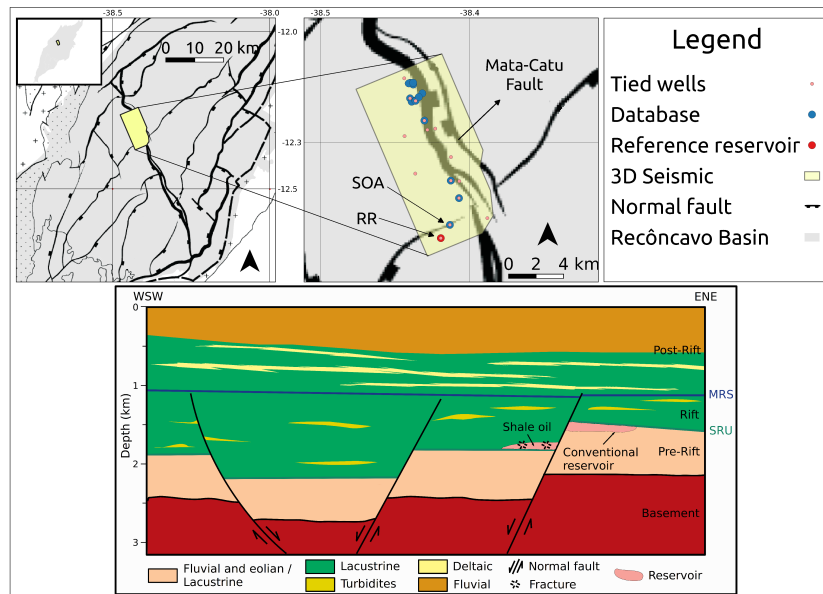 -38.5
-38.0
0 10 20 km
-38.5
-38.4
-12.0
-12.3
-12.5
Mata-Catu
Fault
SOA
RR
0 2 4 km
Legend
Tied wells
Database
Reference reservoir
3D Seismic
Normal fault
Recôncavo Basin
WSW
ENE
0
1
2
3
Depth (km)
Post-Rift
MRS
Rift
SRU
Pre-Rift
Basement
Shale oil
Conventional
reservoir
Fluvial and eolian /
Lacustrine
Lacustrine
Turbidites
Deltaic
Fluvial
Normal fault
Fracture
Reservoir